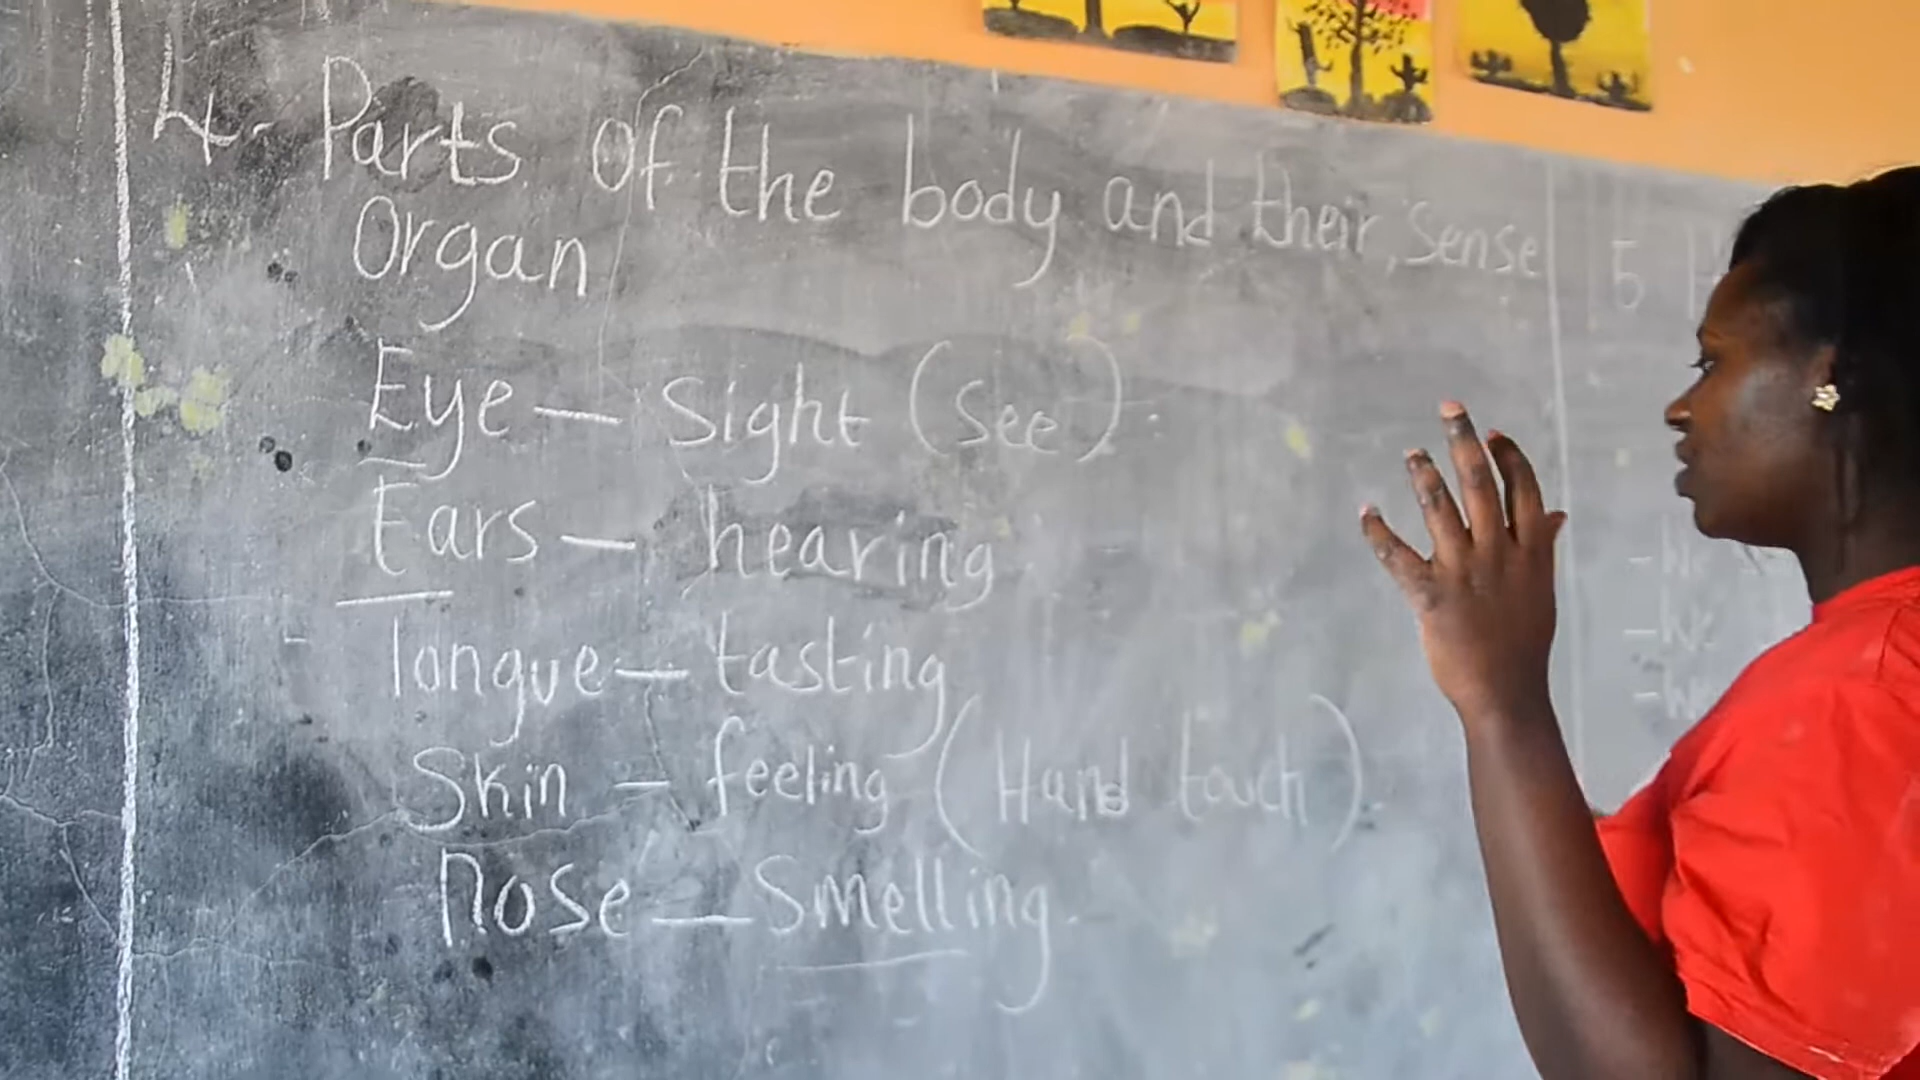 4. Parts of the body and their, Sense
Organ
Eye — Sight (See).
Ears — hearing
Tongue — tasting
Skin — feeling (Hand touch).
nose — Smelling.
5